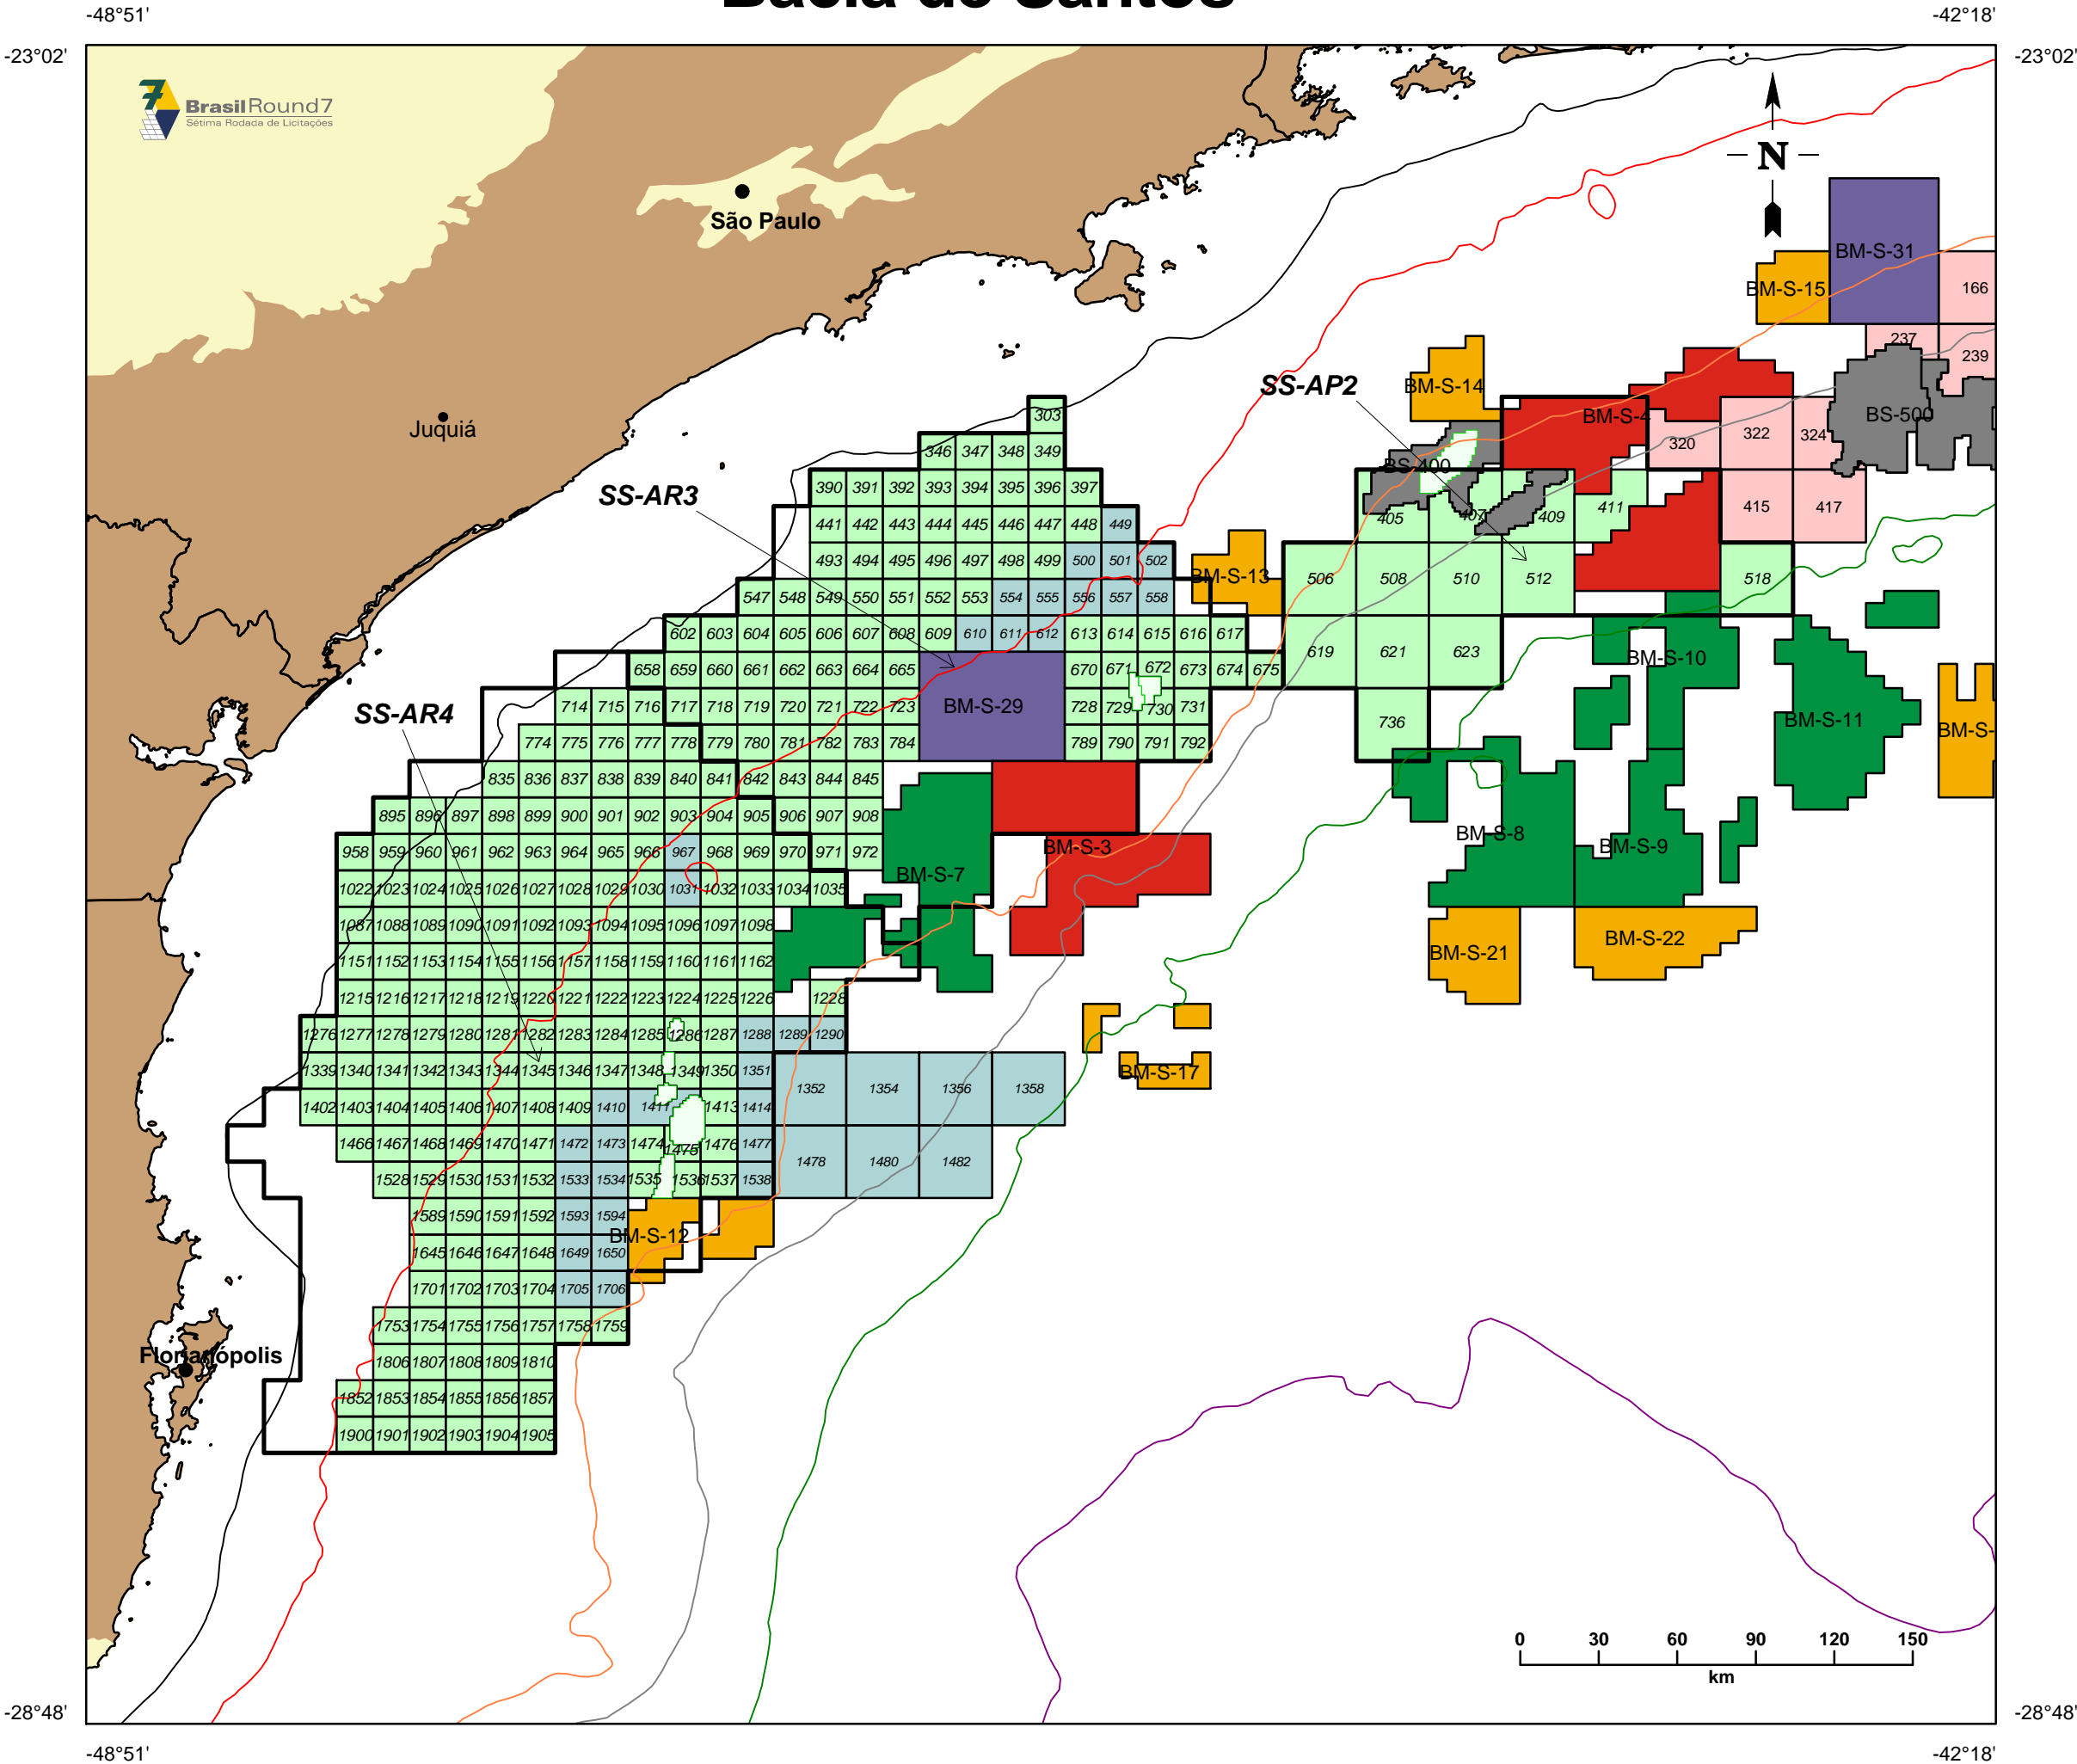 Bacia de Santos
-48°51' -42°18'
-23°02' -23°02'
7
BrasilRound7
Sétima Rodada de Licitações
N
São Paulo
BM-S-31
BM-S-15 166
237
239
SS-AP2 BM-S-14
Juquiá
303 BM-S-4 BS-500
320 322 324
346 347 348 349
BS-400
SS-AR3
390 391 392 393 394 395 396 397
405 407 409 411 415 417
441 442 443 444 445 446 447 448 449
493 494 495 496 497 498 499 500 501 502
BM-S-13 506 508 510 512 518
547 548 549 550 551 552 553 554 555 556 557 558
602 603 604 605 606 607 608 609 610 611 612 613 614 615 616 617
619 621 623 BM-S-10
658 659 660 661 662 663 664 665 670 671 672 673 674 675
SS-AR4
714 715 716 717 718 719 720 721 722 723 BM-S-29 728 729 730 731
736 BM-S-11 BM-S-
774 775 776 777 778 779 780 781 782 783 784 789 790 791 792
835 836 837 838 839 840 841 842 843 844 845
895 896 897 898 899 900 901 902 903 904 905 906 907 908
BM-S-8 BM-S-9
958 959 960 961 962 963 964 965 966 967 968 969 970 971 972 BM-S-3
BM-S-7
1022 1023 1024 1025 1026 1027 1028 1029 1030 1031 1032 1033 1034 1035
1087 1088 1089 1090 1091 1092 1093 1094 1095 1096 1097 1098
BM-S-21 BM-S-22
1151 1152 1153 1154 1155 1156 1157 1158 1159 1160 1161 1162
1215 1216 1217 1218 1219 1220 1221 1222 1223 1224 1225 1226 1228
1276 1277 1278 1279 1280 1281 1282 1283 1284 1285 1286 1287 1288 1289 1290
1339 1340 1341 1342 1343 1344 1345 1346 1347 1348 1349 1350 1351
1352 1354 1356 1358 BM-S-17
1402 1403 1404 1405 1406 1407 1408 1409 1410 1411 1413 1414
1466 1467 1468 1469 1470 1471 1472 1473 1474 1475 1476 1477
1478 1480 1482
1528 1529 1530 1531 1532 1533 1534 1535 1536 1537 1538
1589 1590 1591 1592 1593 1594
BM-S-12
1645 1646 1647 1648 1649 1650
1701 1702 1703 1704 1705 1706
1753 1754 1755 1756 1757 1758 1759
Florianópolis
1806 1807 1808 1809 1810
1852 1853 1854 1855 1856 1857
1900 1901 1902 1903 1904 1905
0 30 60 90 120 150
km
-28°48' -28°48'
-48°51' -42°18'